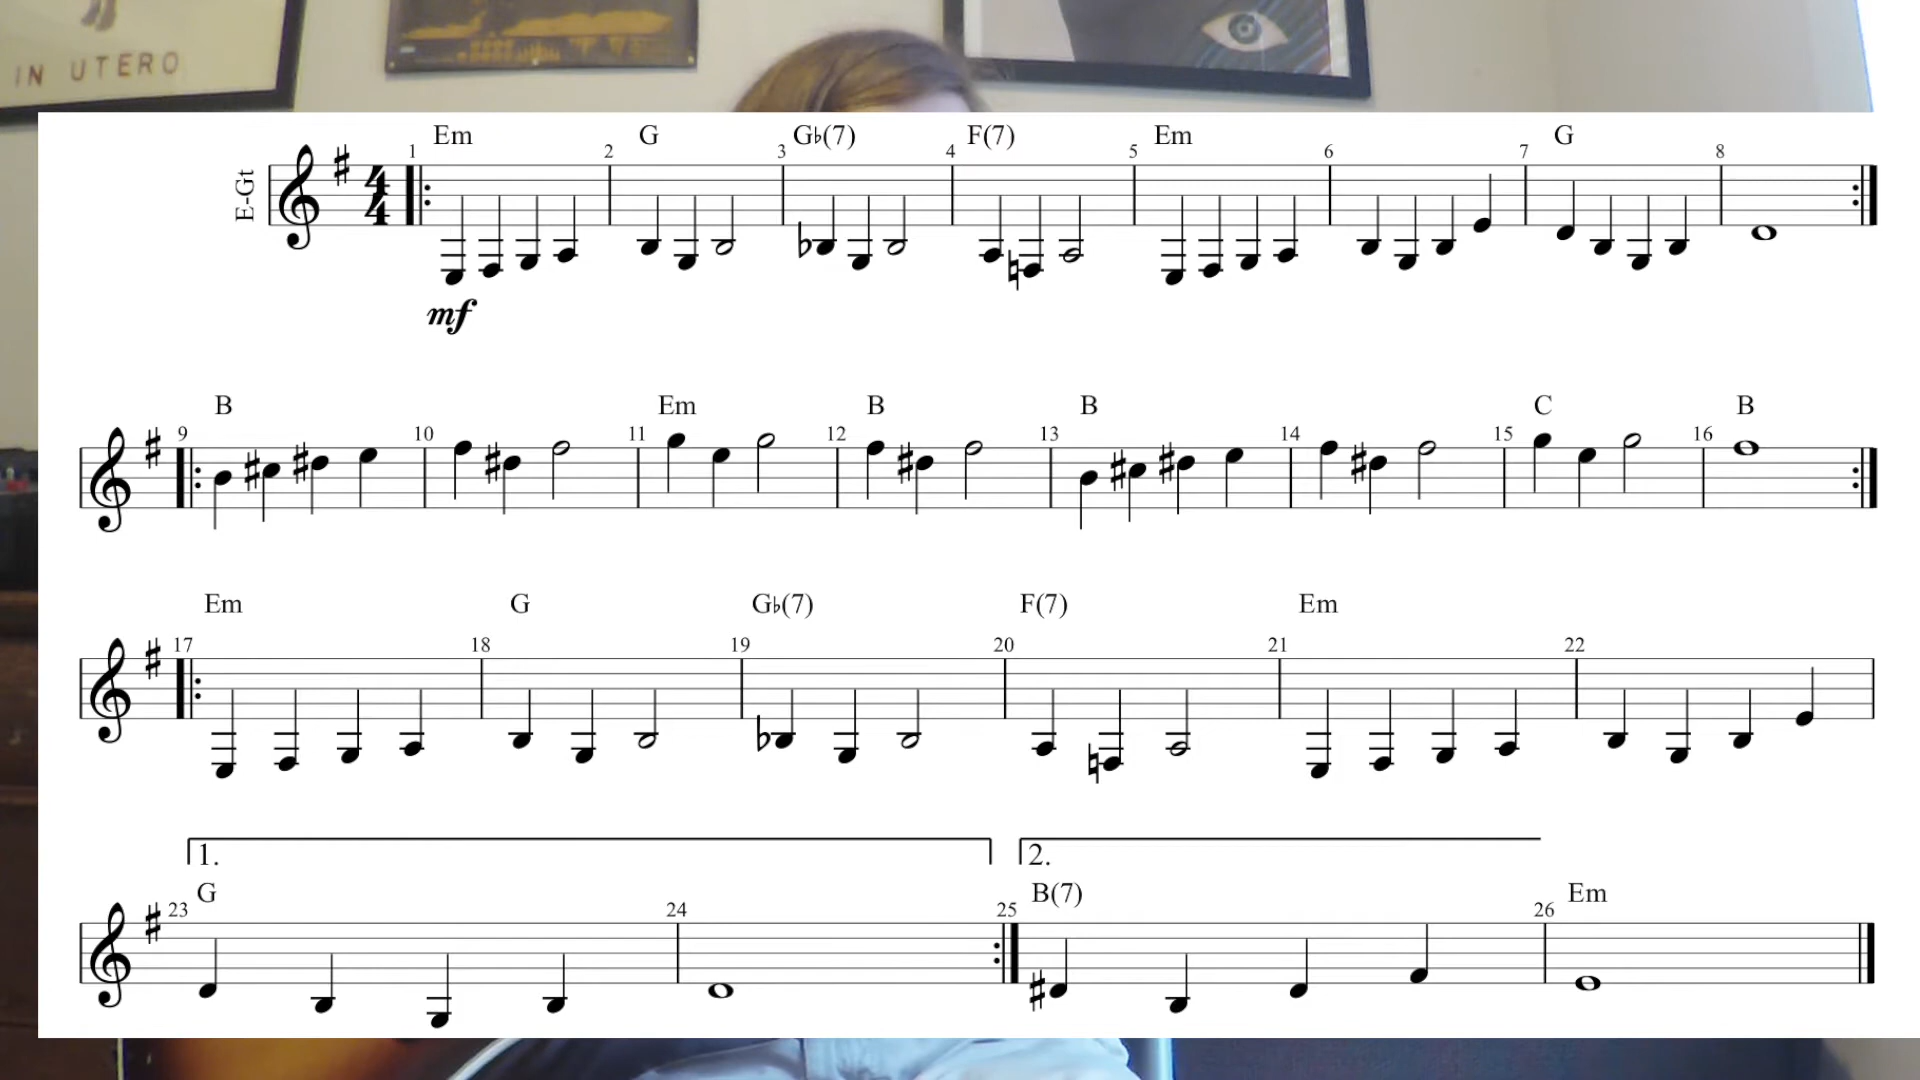 IN UTERO
Em G G♭(7) F(7) Em G
1 2 3 4 5 6 7 8
E-Gt
4
4
mf
B Em B B C B
9 10 11 12 13 14 15 16
Em G G♭(7) F(7) Em
17 18 19 20 21 22
1. 2.
G B(7) Em
23 24 25 26